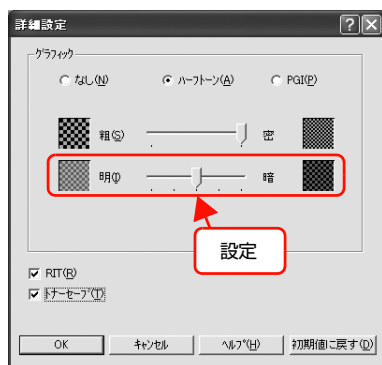 詳細設定
グラフィック
なし(N) ハーフトーン(A) PGI(P)
粗(S) 密
明(I) 暗
設定
RIT(R)
トナーセーブ(T)
OK キャンセル ヘルプ(H) 初期値に戻す(D)